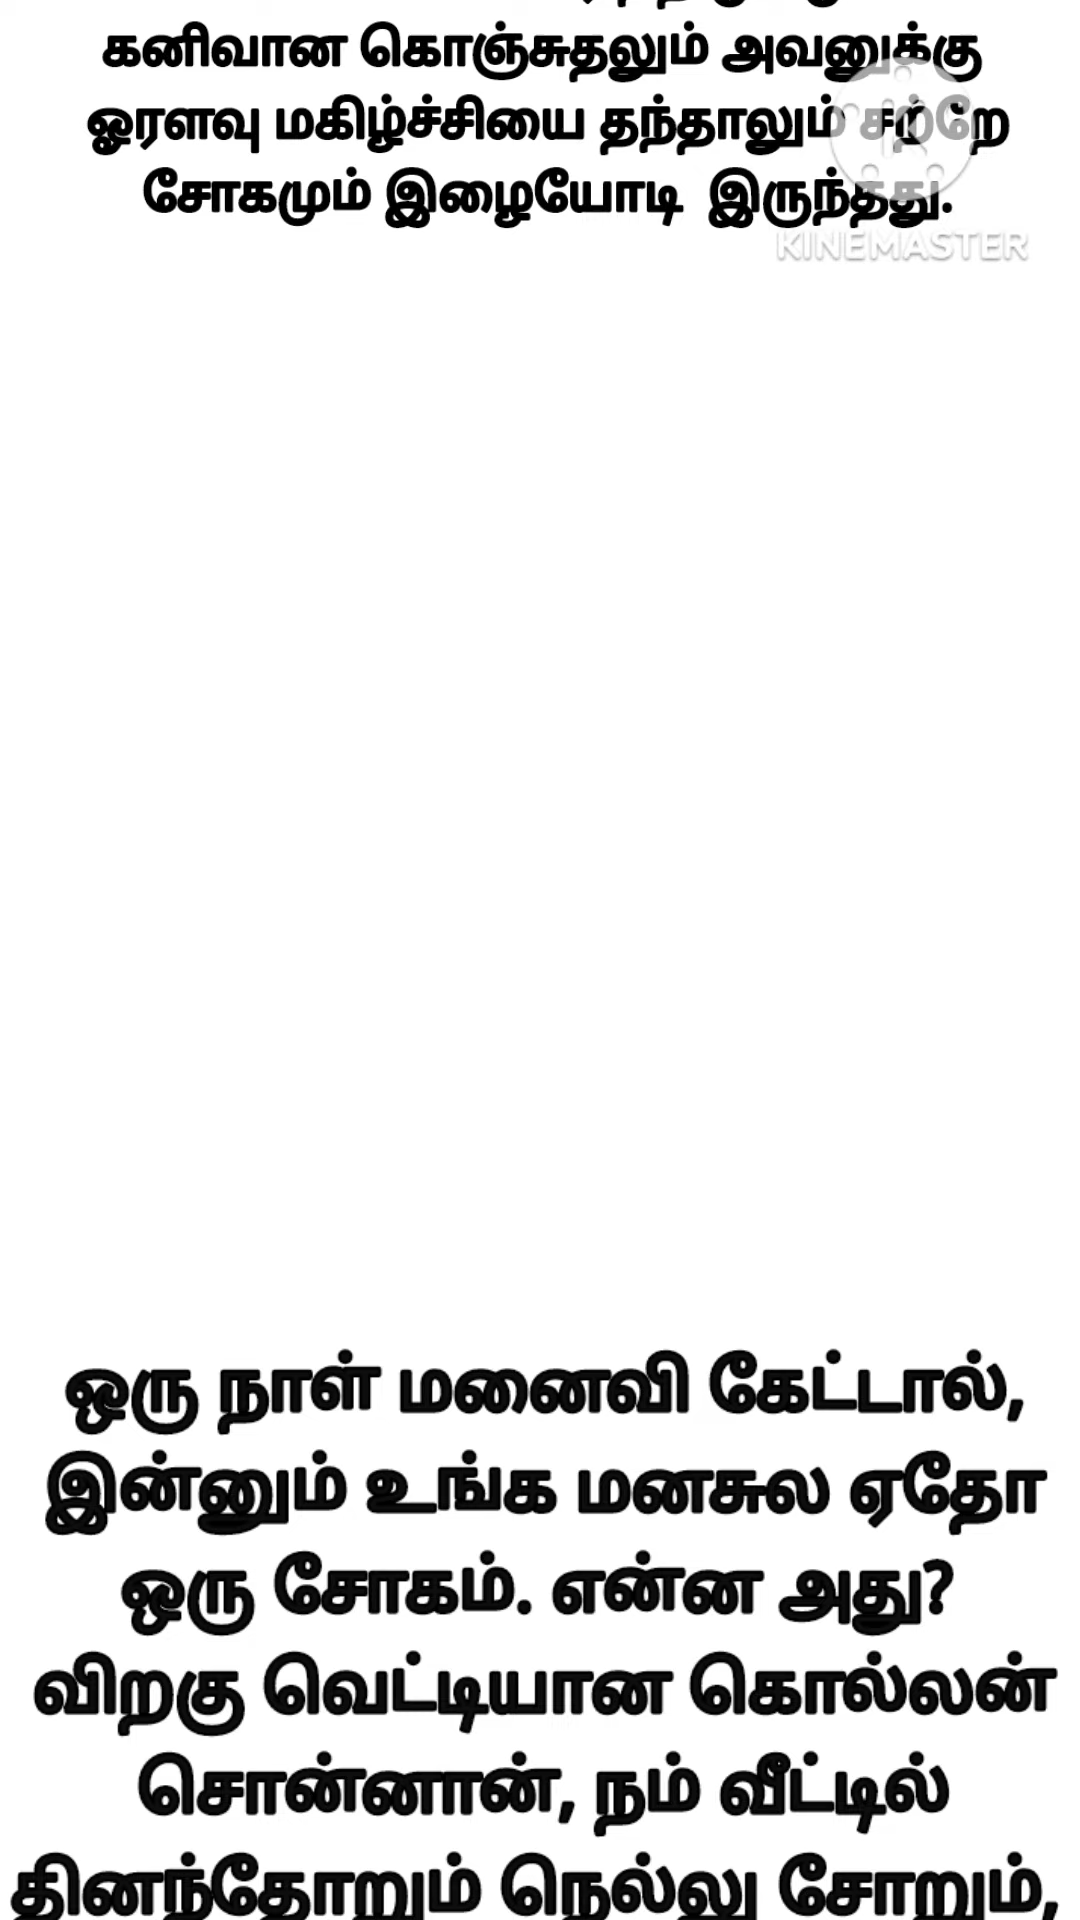 கனிவான கொஞ்சுதலும் அவனுக்கு
ஓரளவு மகிழ்ச்சியை தந்தாலும் சற்றே
சோகமும் இழையோடி இருந்தது.
KINEMASTER
ஒரு நாள் மனைவி கேட்டால்,
இன்னும் உங்க மனசுல ஏதோ
ஒரு சோகம். என்ன அது?
விறகு வெட்டியான கொல்லன்
சொன்னான், நம் வீட்டில்
தினந்தோறும் நெல்லு சோறும்,